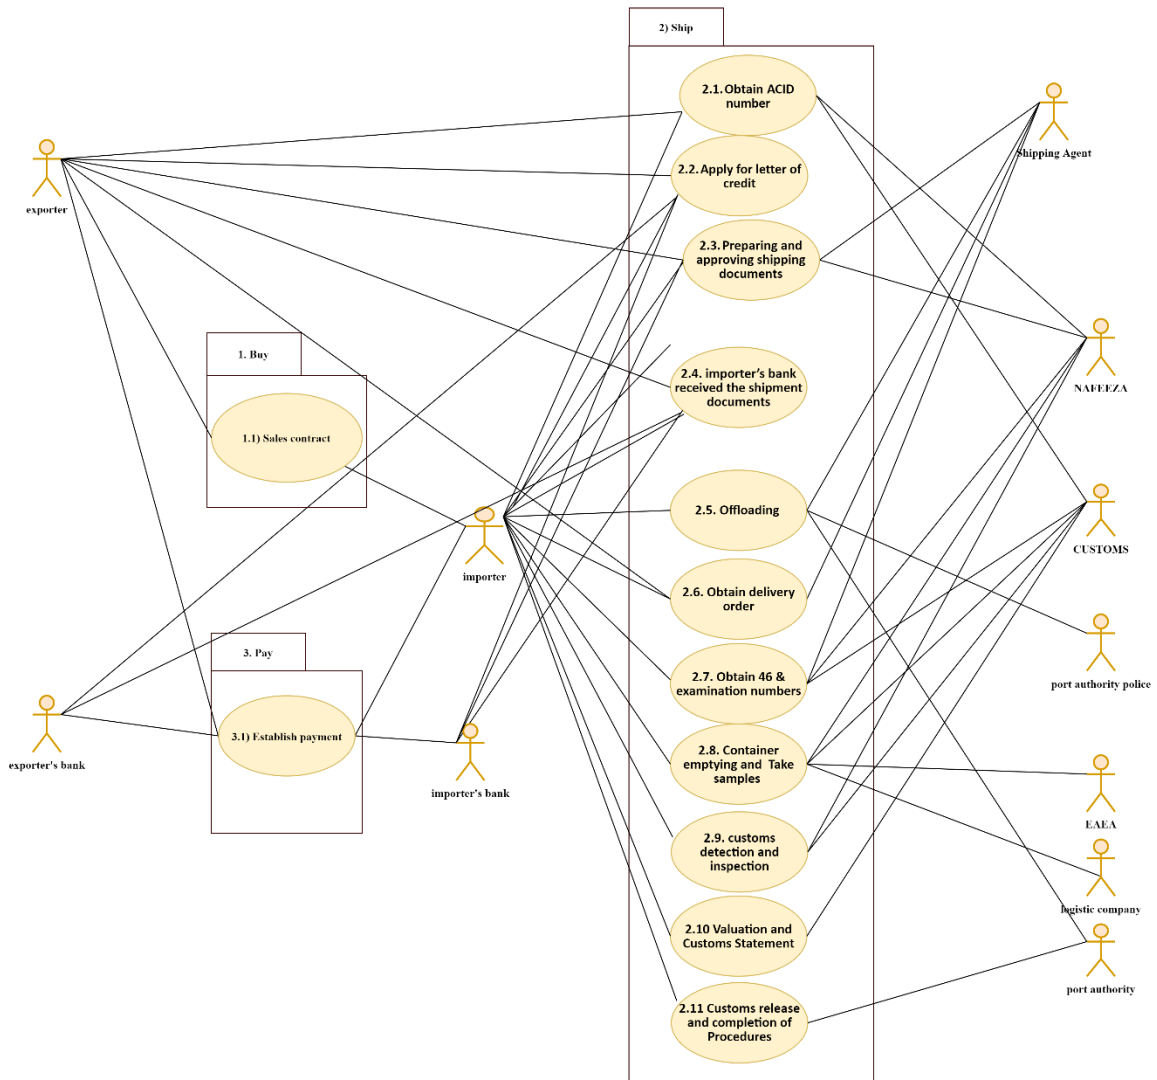 2) Ship
2.1. Obtain ACID
number
Shipping Agent
exporter
2.2. Apply for letter of
credit
2.3. Preparing and
approving shipping
documents
1. Buy
2.4. importer's bank
received the shipment
documents
NAFEEZA
1.1) Sales contract
2.5. Offloading
CUSTOMS
importer
2.6. Obtain delivery
order
3. Pay
2.7. Obtain 46 &
examination numbers
port authority police
3.1) Establish payment
exporter's bank
importer's bank
2.8. Container
emptying and Take
samples
EAEA
2.9. customs
detection and
inspection
logistic company
2.10 Valuation and
Customs Statement
port authority
2.11 Customs release
and completion of
Procedures